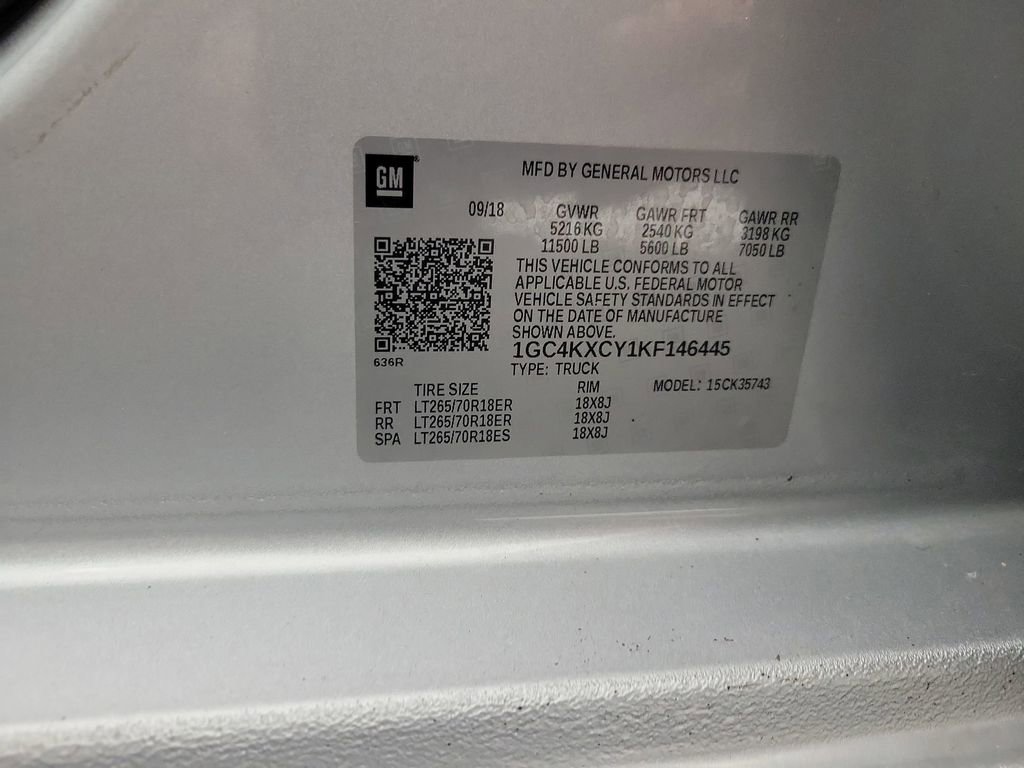 GM
MFD BY GENERAL MOTORS LLC
09/18 GVWR GAWR FRT GAWR RR
5216 KG 2540 KG 3198 KG
11500 LB 5600 LB 7050 LB
THIS VEHICLE CONFORMS TO ALL
APPLICABLE U.S. FEDERAL MOTOR
VEHICLE SAFETY STANDARDS IN EFFECT
ON THE DATE OF MANUFACTURE
SHOWN ABOVE.
1GC4KXCY1KF146445
636R
TYPE: TRUCK
TIRE SIZE RIM MODEL: 15CK35743
FRT LT265/70R18ER 18X8J
RR LT265/70R18ER 18X8J
SPA LT265/70R18ES 18X8J